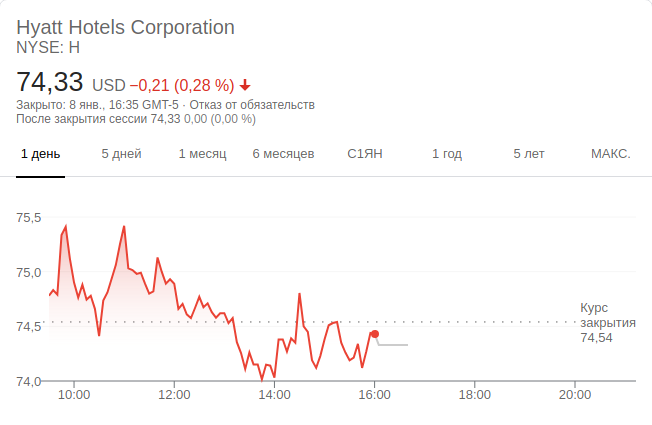 Hyatt Hotels Corporation
NYSE: H
74,33 USD −0,21 (0,28 %)
Закрыто: 8 янв., 16:35 GMT-5 · Отказ от обязательств
После закрытия сессии 74,33 0,00 (0,00 %)
1 день 5 дней 1 месяц 6 месяцев С1ЯН 1 год 5 лет МАКС.
75,5
75,0
74,5
74,0
Курс
закрытия
74,54
10:00 12:00 14:00 16:00 18:00 20:00